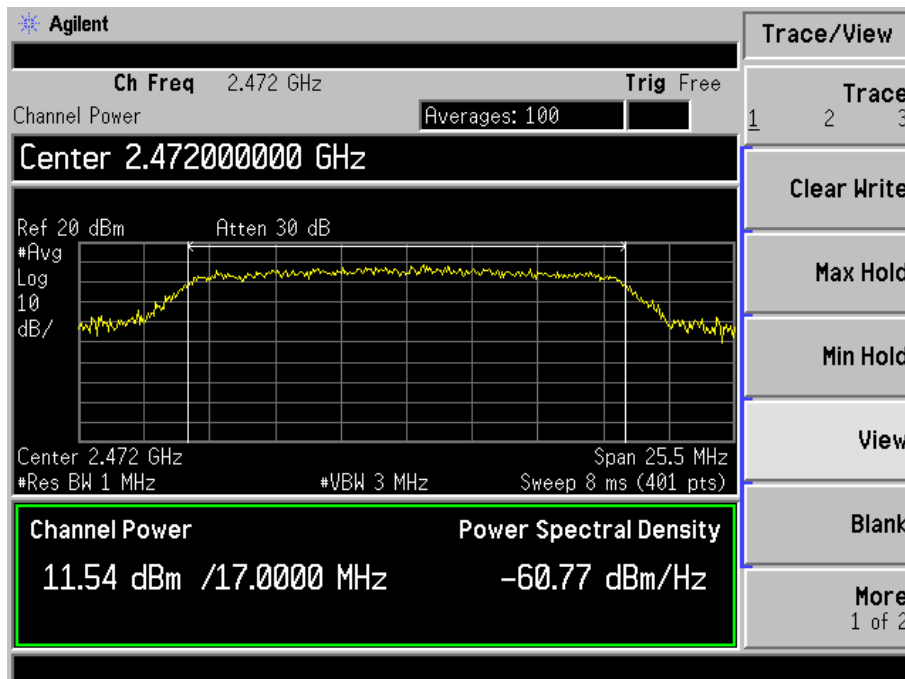 Agilent
Trace/View
Ch Freq 2.472 GHz Trig Free
Channel Power Averages: 100
Center 2.472000000 GHz
Ref 20 dBm Atten 30 dB
#Avg
Log
10
dB/
Center 2.472 GHz Span 25.5 MHz
#Res BW 1 MHz #VBW 3 MHz Sweep 8 ms (401 pts)
Channel Power Power Spectral Density
11.54 dBm /17.0000 MHz -60.77 dBm/Hz
Trace
1 2 3
Clear Write
Max Hold
Min Hold
View
Blank
More
1 of 2